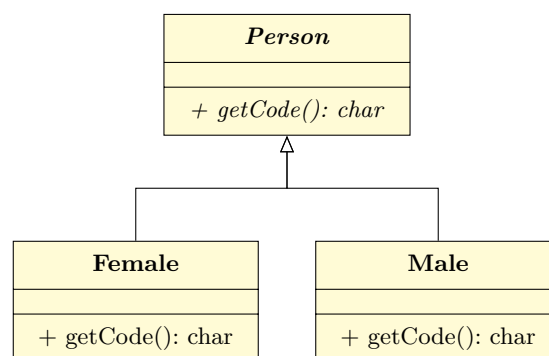 Person
+ getCode(): char
Female
Male
+ getCode(): char
+ getCode(): char